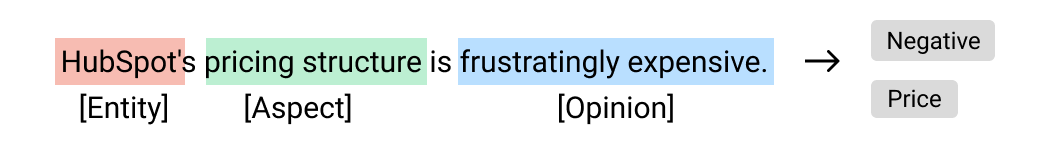 HubSpot's pricing structure is frustratingly expensive. → Negative
[Entity] [Aspect] [Opinion] Price